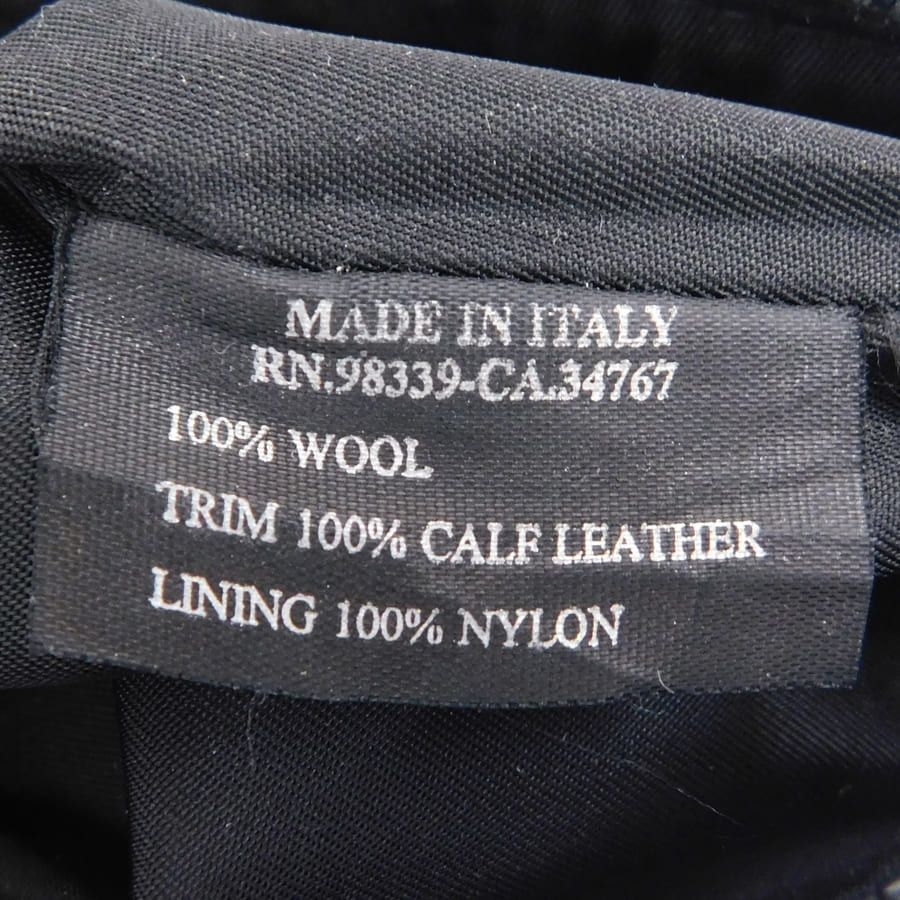 MADE IN ITALY
RN.98339-CA.34767
100% WOOL
TRIM 100% CALF LEATHER
LINING 100% NYLON